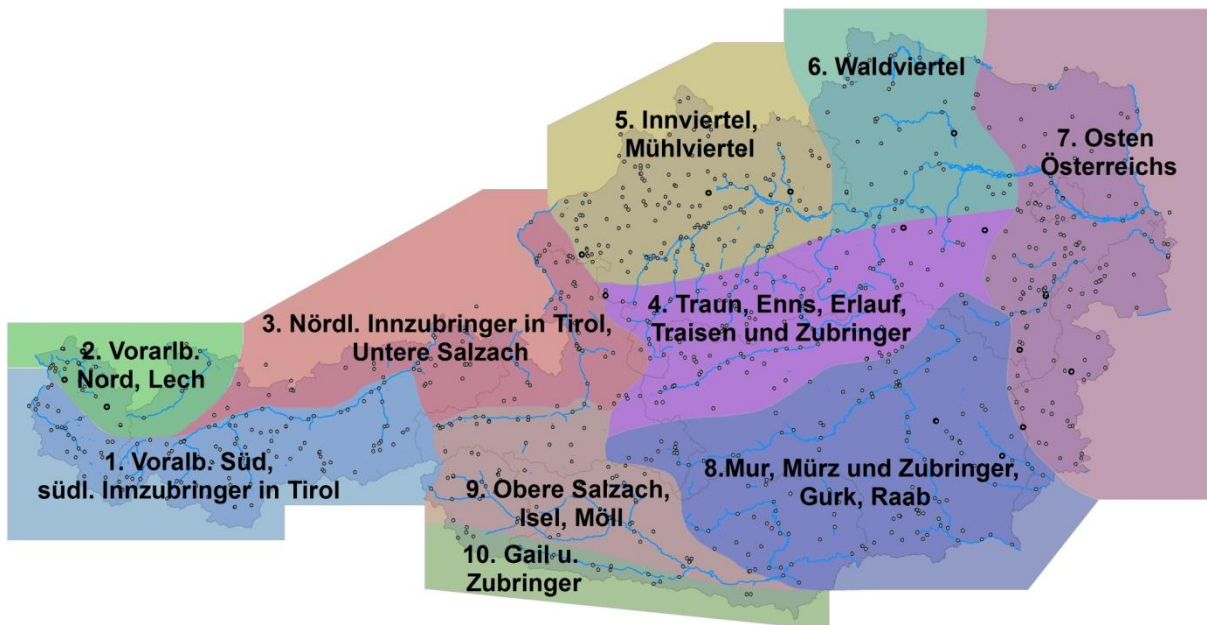 6. Waldviertel
5. Innviertel,
Mühlviertel
7. Osten
Österreichs
4. Traun, Enns, Erlauf,
Traisen und Zubringer
3. Nördl. Innzubringer in Tirol,
Untere Salzach
2. Vorarlb.
Nord, Lech
1. Voralb. Süd,
südl. Innzubringer in Tirol
8.Mur, Mürz und Zubringer,
Gurk, Raab
9. Obere Salzach,
Isel, Möll
10. Gail u.
Zubringer